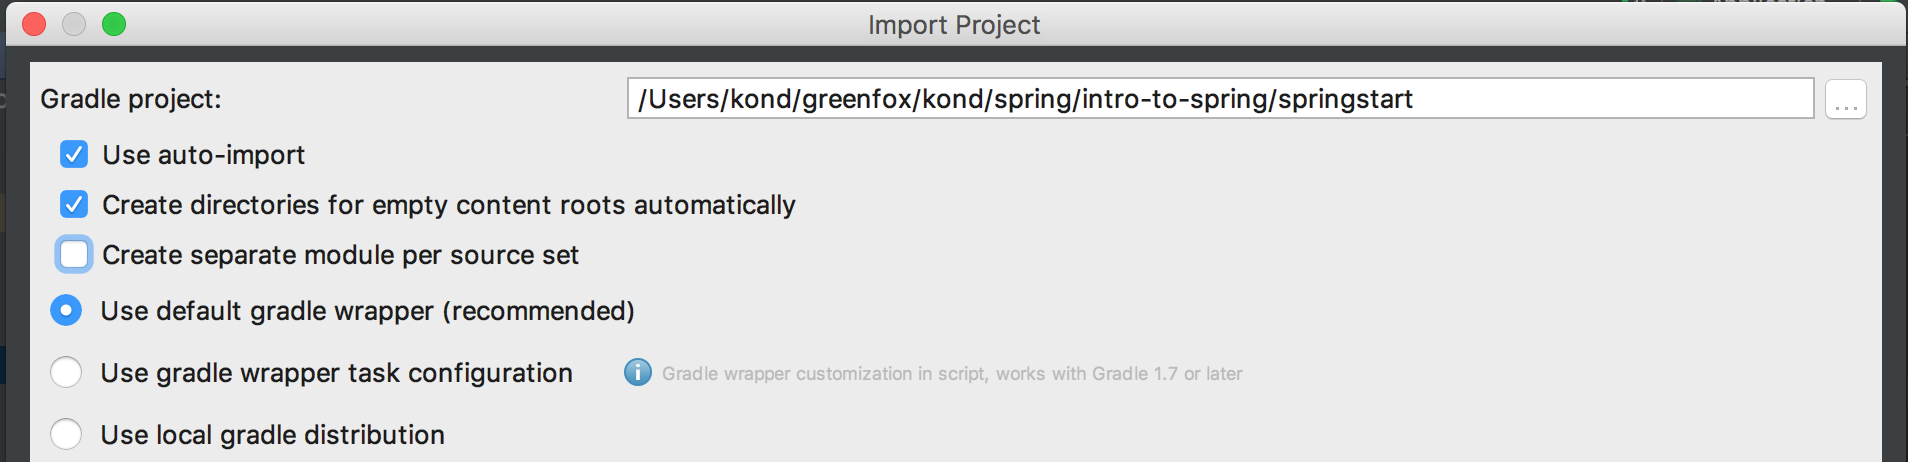 Import Project
Gradle project: /Users/kond/greenfox/kond/spring/intro-to-spring/springstart ...
Use auto-import
Create directories for empty content roots automatically
Create separate module per source set
Use default gradle wrapper (recommended)
Use gradle wrapper task configuration Gradle wrapper customization in script, works with Gradle 1.7 or later
Use local gradle distribution